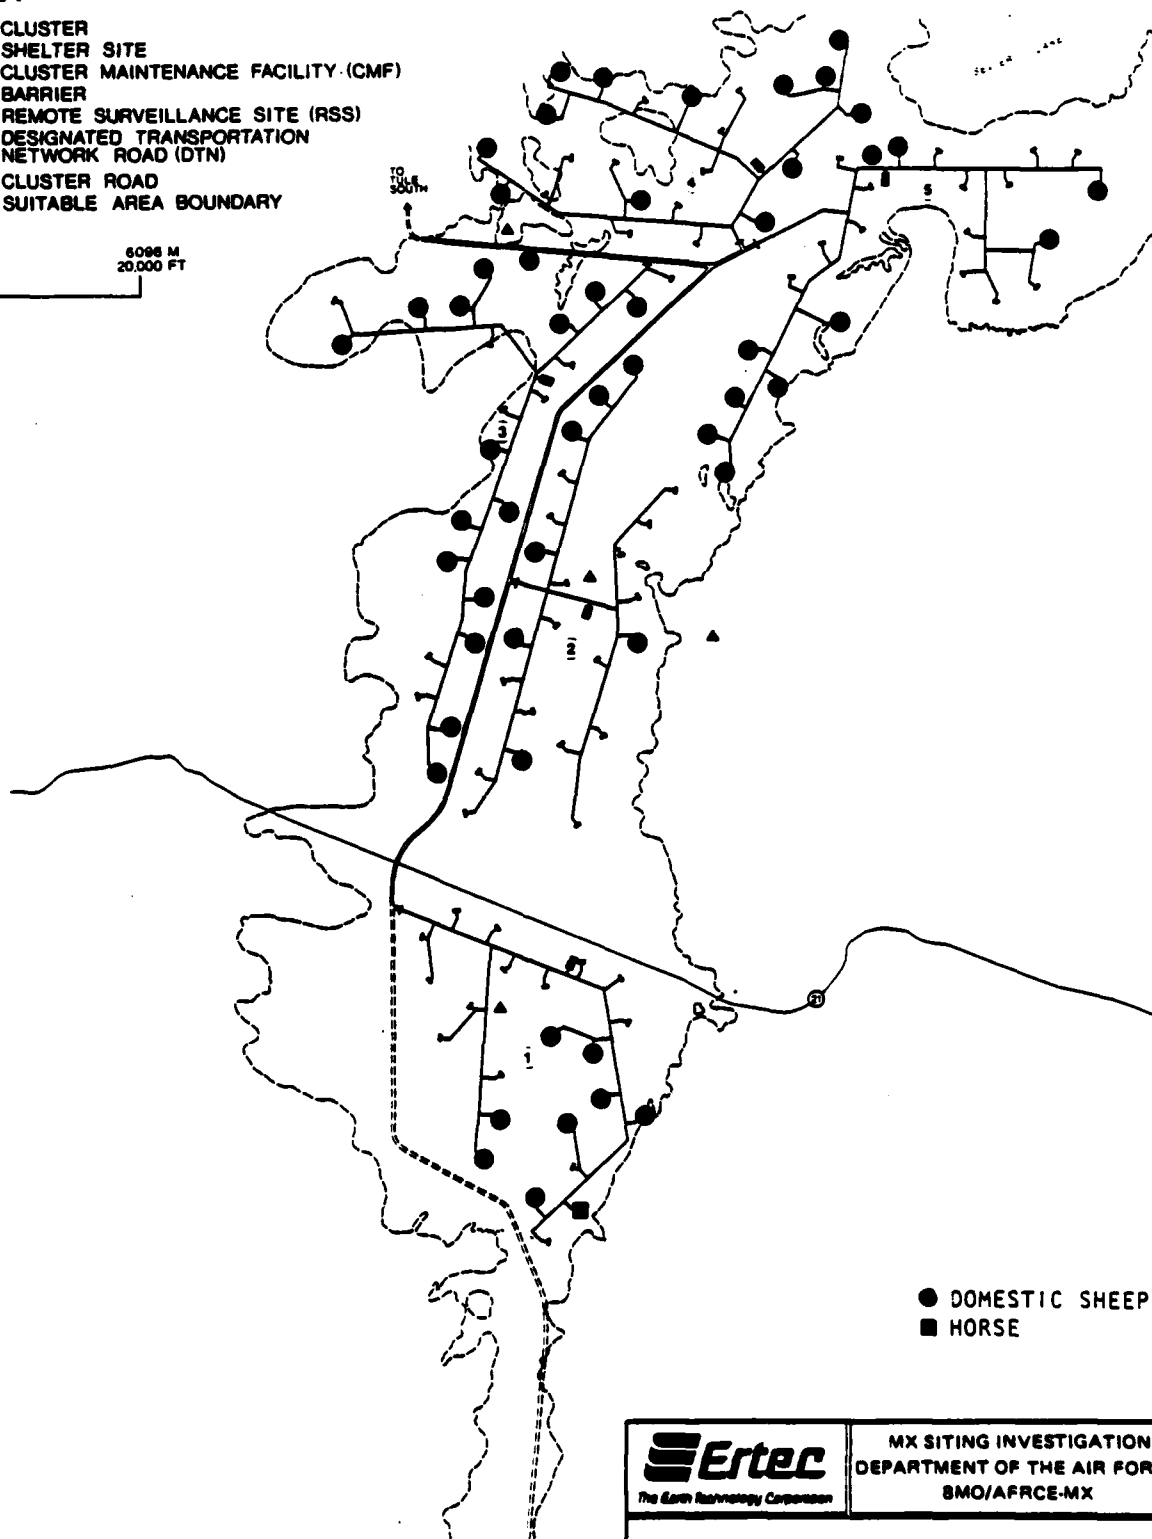 CLUSTER
SHELTER SITE
CLUSTER MAINTENANCE FACILITY (CMF)
BARRIER
REMOTE SURVEILLANCE SITE (RSS)
DESIGNATED TRANSPORTATION
NETWORK ROAD (DTN)
CLUSTER ROAD
SUITABLE AREA BOUNDARY
6096 M
20,000 FT
TO
TULE
SOUTH
4
5
3
2
21
1
DOMESTIC SHEEP
HORSE
Ertec
The Earth Technology Corporation
MX SITING INVESTIGATION
DEPARTMENT OF THE AIR FOR
BMO/AFRCE-MX